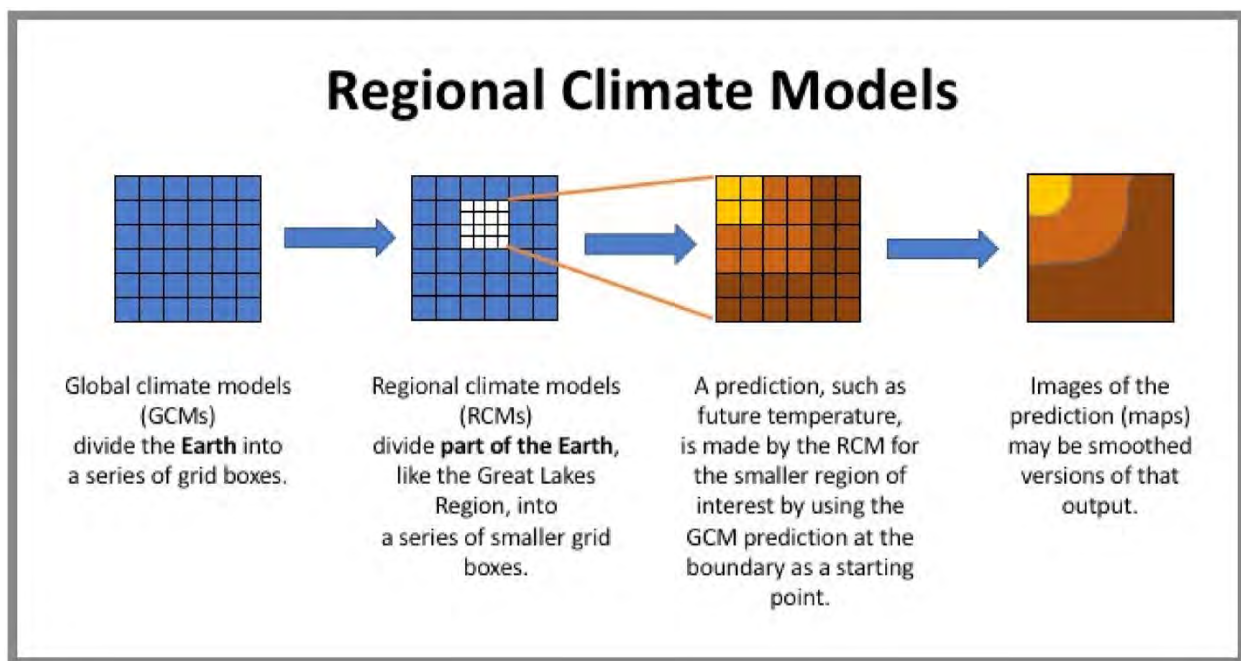 Regional Climate Models
Global climate models
(GCMs)
divide the Earth into
a series of grid boxes.
Regional climate models
(RCMs)
divide part of the Earth,
like the Great Lakes
Region, into
a series of smaller grid
boxes.
A prediction, such as
future temperature,
is made by the RCM for
the smaller region of
interest by using the
GCM prediction at the
boundary as a starting
point.
Images of the
prediction (maps)
may be smoothed
versions of that
output.